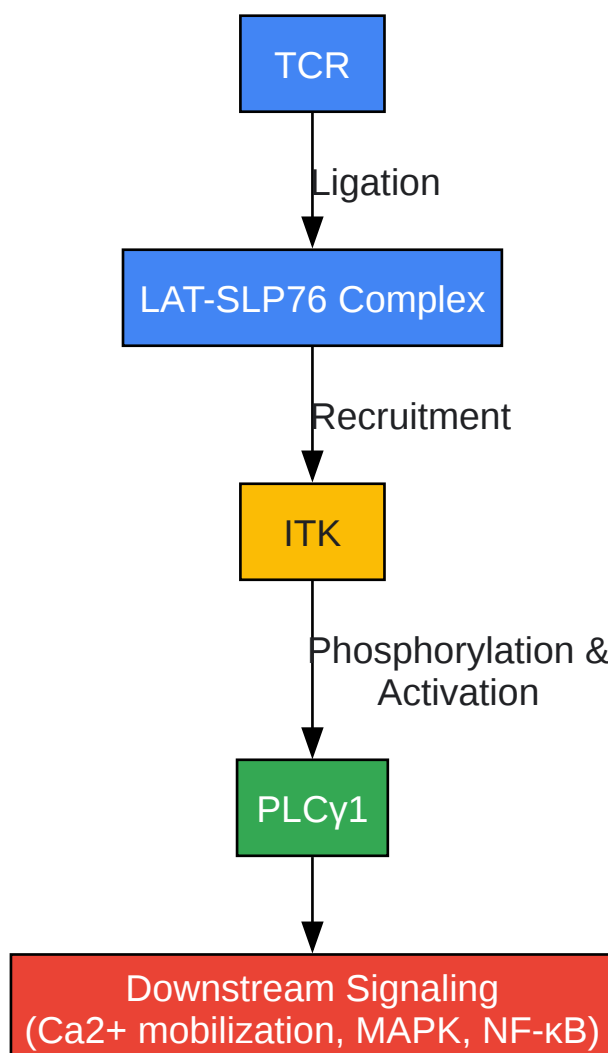 TCR
Ligation
LAT-SLP76 Complex
Recruitment
ITK
Phosphorylation &
Activation
PLCγ1
Downstream Signaling
(Ca2+ mobilization, MAPK, NF-κB)